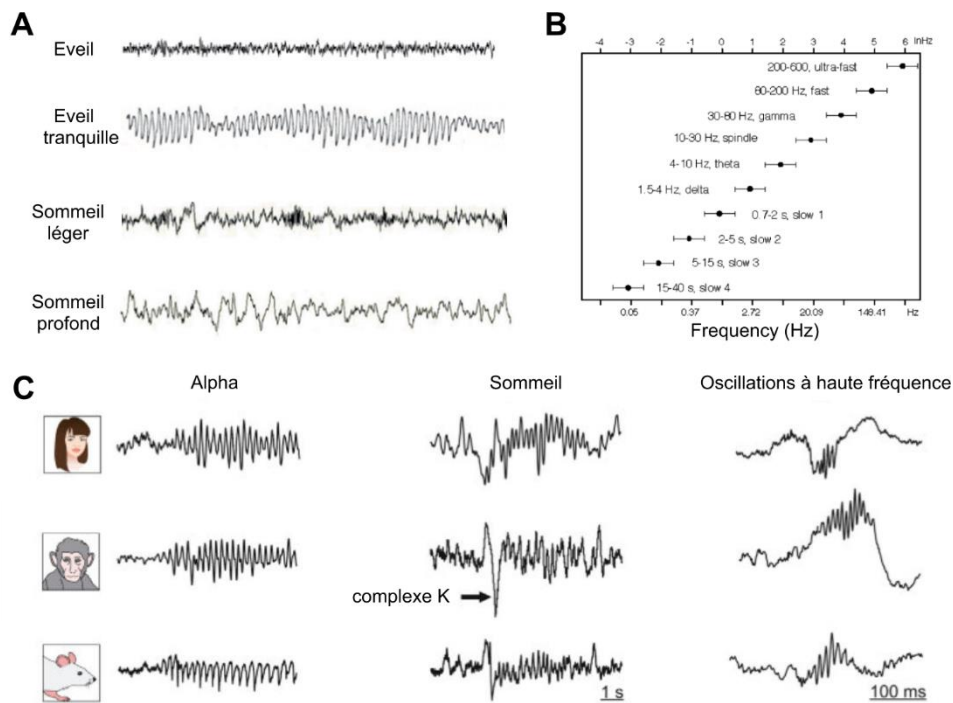 A
Eveil
Eveil
tranquille
Sommeil
léger
Sommeil
profond
B
-4 -3 -2 -1 0 1 2 3 4 5 6 lnHz
200-600, ultra-fast
80-200 Hz, fast
30-80 Hz, gamma
10-30 Hz, spindle
4-10 Hz, theta
1.5-4 Hz, delta
0.7-2 s, slow 1
2-5 s, slow 2
5-15 s, slow 3
15-40 s, slow 4
0.05 0.37 2.72 20.09 148.41 Hz
Frequency (Hz)
C
Alpha Sommeil Oscillations à haute fréquence
complexe K
1 s
100 ms